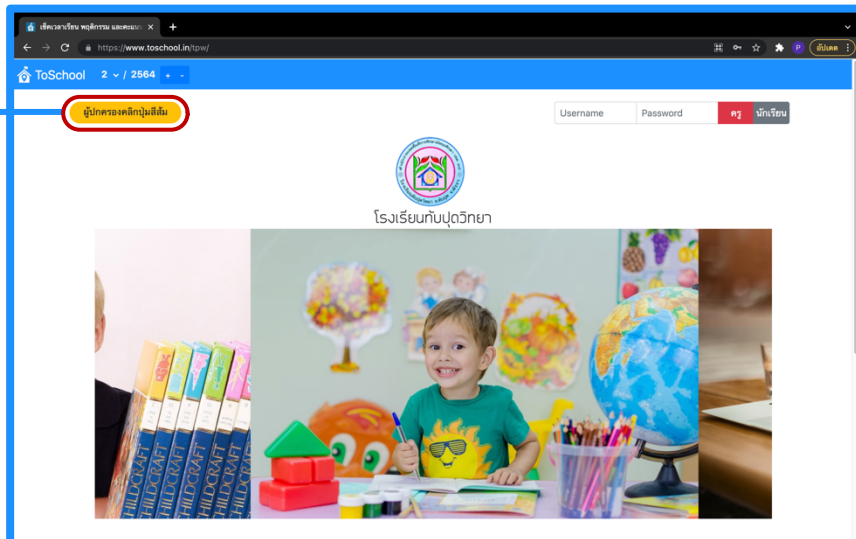 เช็คเวลาเรียน พฤติกรรม และคะแนน
https://www.toschool.in/tpw/
P
อัปเดต
ToSchool 2 / 2564 + -
ผู้ปกครองคลิกปุ่มสีส้ม
Username Password ครู นักเรียน
โรงเรียนทับปุดวิทยา
CHILDCRAFT
CHILDCRAFT
CHILDCRAFT
CHILDCRAFT